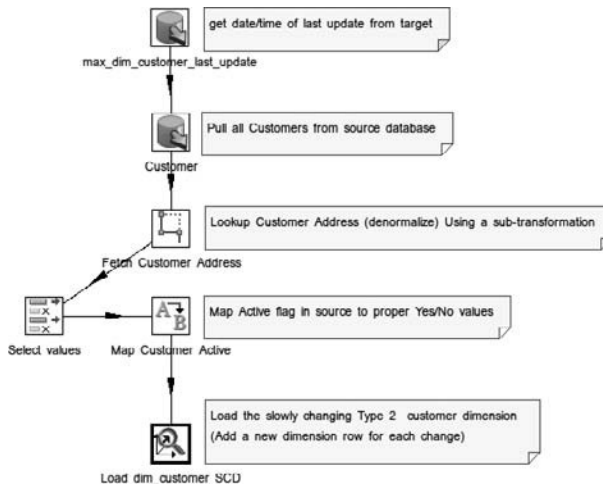 get date/time of last update from target
max_dim_customer_last_update
Pull all Customers from source database
Customer
Lookup Customer Address (denormalize) Using a sub-transformation
Fetch Customer Address
Map Active flag in source to proper Yes/No values
A
B
Select values
Map Customer Active
Load the slowly changing Type 2 customer dimension
(Add a new dimension row for each change)
Load dim_customer SCD